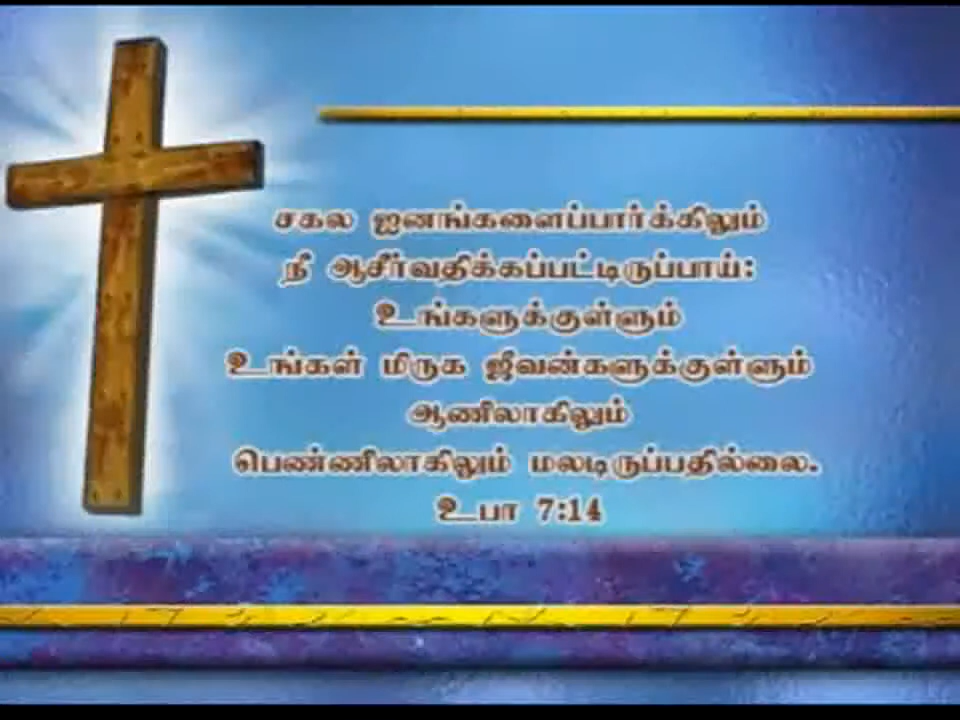 சகல ஜனங்களைப்பார்க்கிலும்
நீ ஆசீர்வதிக்கப்பட்டிருப்பாய்:
உங்களுக்குள்ளும்
உங்கள் மிருக ஜீவன்களுக்குள்ளும்
ஆணிலாகிலும்
பெண்ணிலாகிலும் மலடிருப்பதில்லை.
உபா 7:14